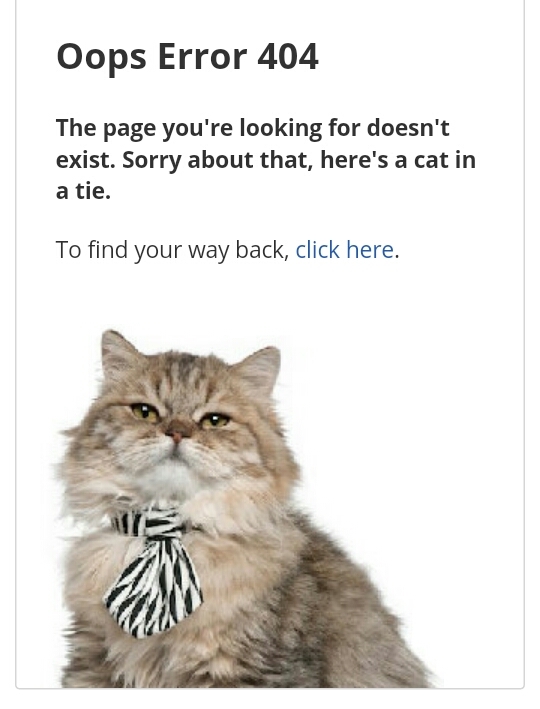 Oops Error 404
The page you're looking for doesn't
exist. Sorry about that, here's a cat in
a tie.
To find your way back, click here.